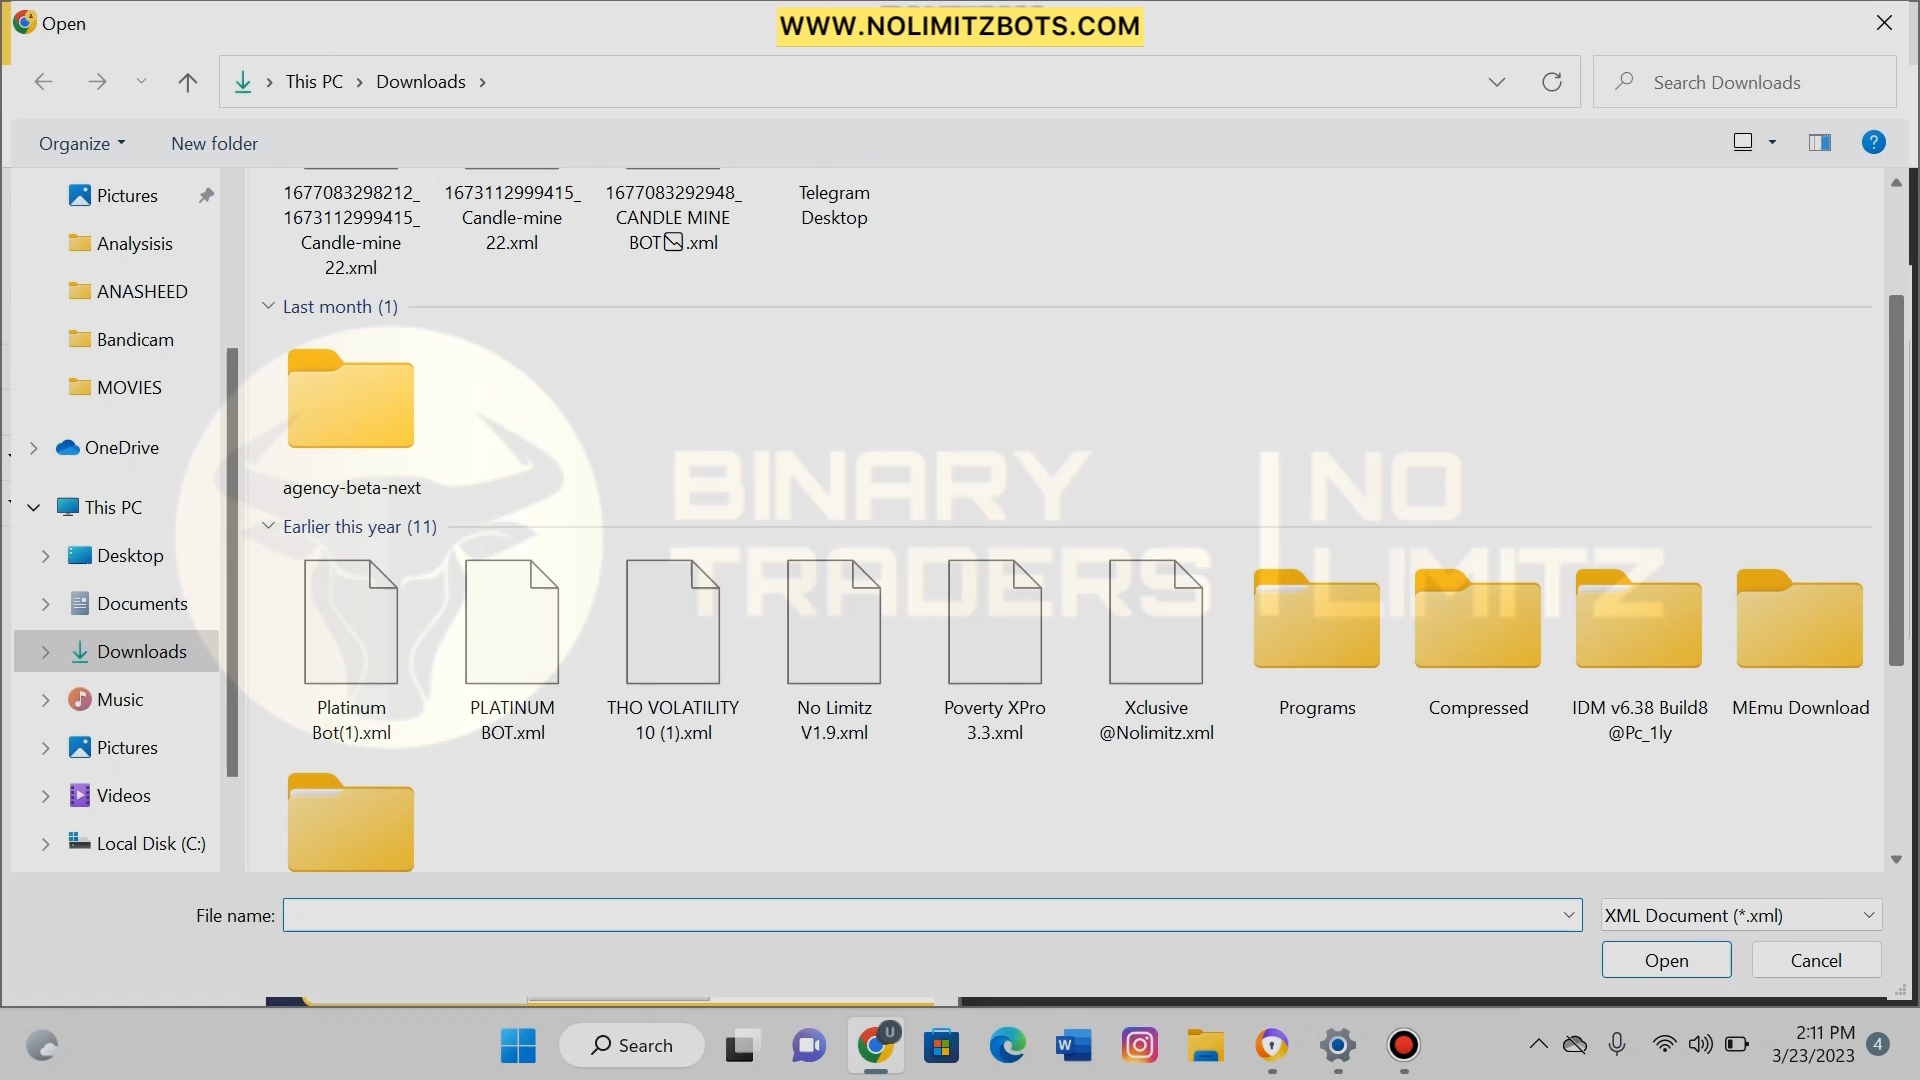 Open
WWW.NOLIMITZBOTS.COM
This PC
Downloads
Search Downloads
Organize
New folder
Pictures
Analysisis
ANASHEED
Bandicam
MOVIES
OneDrive
This PC
Desktop
Documents
Downloads
Music
Pictures
Videos
Local Disk (C:)
1677083298212_
1673112999415_
Candle-mine
22.xml
1673112999415_
Candle-mine
22.xml
1677083292948_
CANDLE MINE
BOT .xml
Telegram
Desktop
Last month (1)
agency-beta-next
Earlier this year (11)
BINARY
TRADERS
NO
LIMITZ
Platinum
Bot(1).xml
PLATINUM
BOT.xml
THO VOLATILITY
10 (1).xml
No Limitz
V1.9.xml
Poverty XPro
3.3.xml
Xclusive
@Nolimitz.xml
Programs
Compressed
IDM v6.38 Build8
@Pc_1ly
MEmu Download
File name:
XML Document (*.xml)
Open
Cancel
Search
U
W
2:11 PM
3/23/2023
4